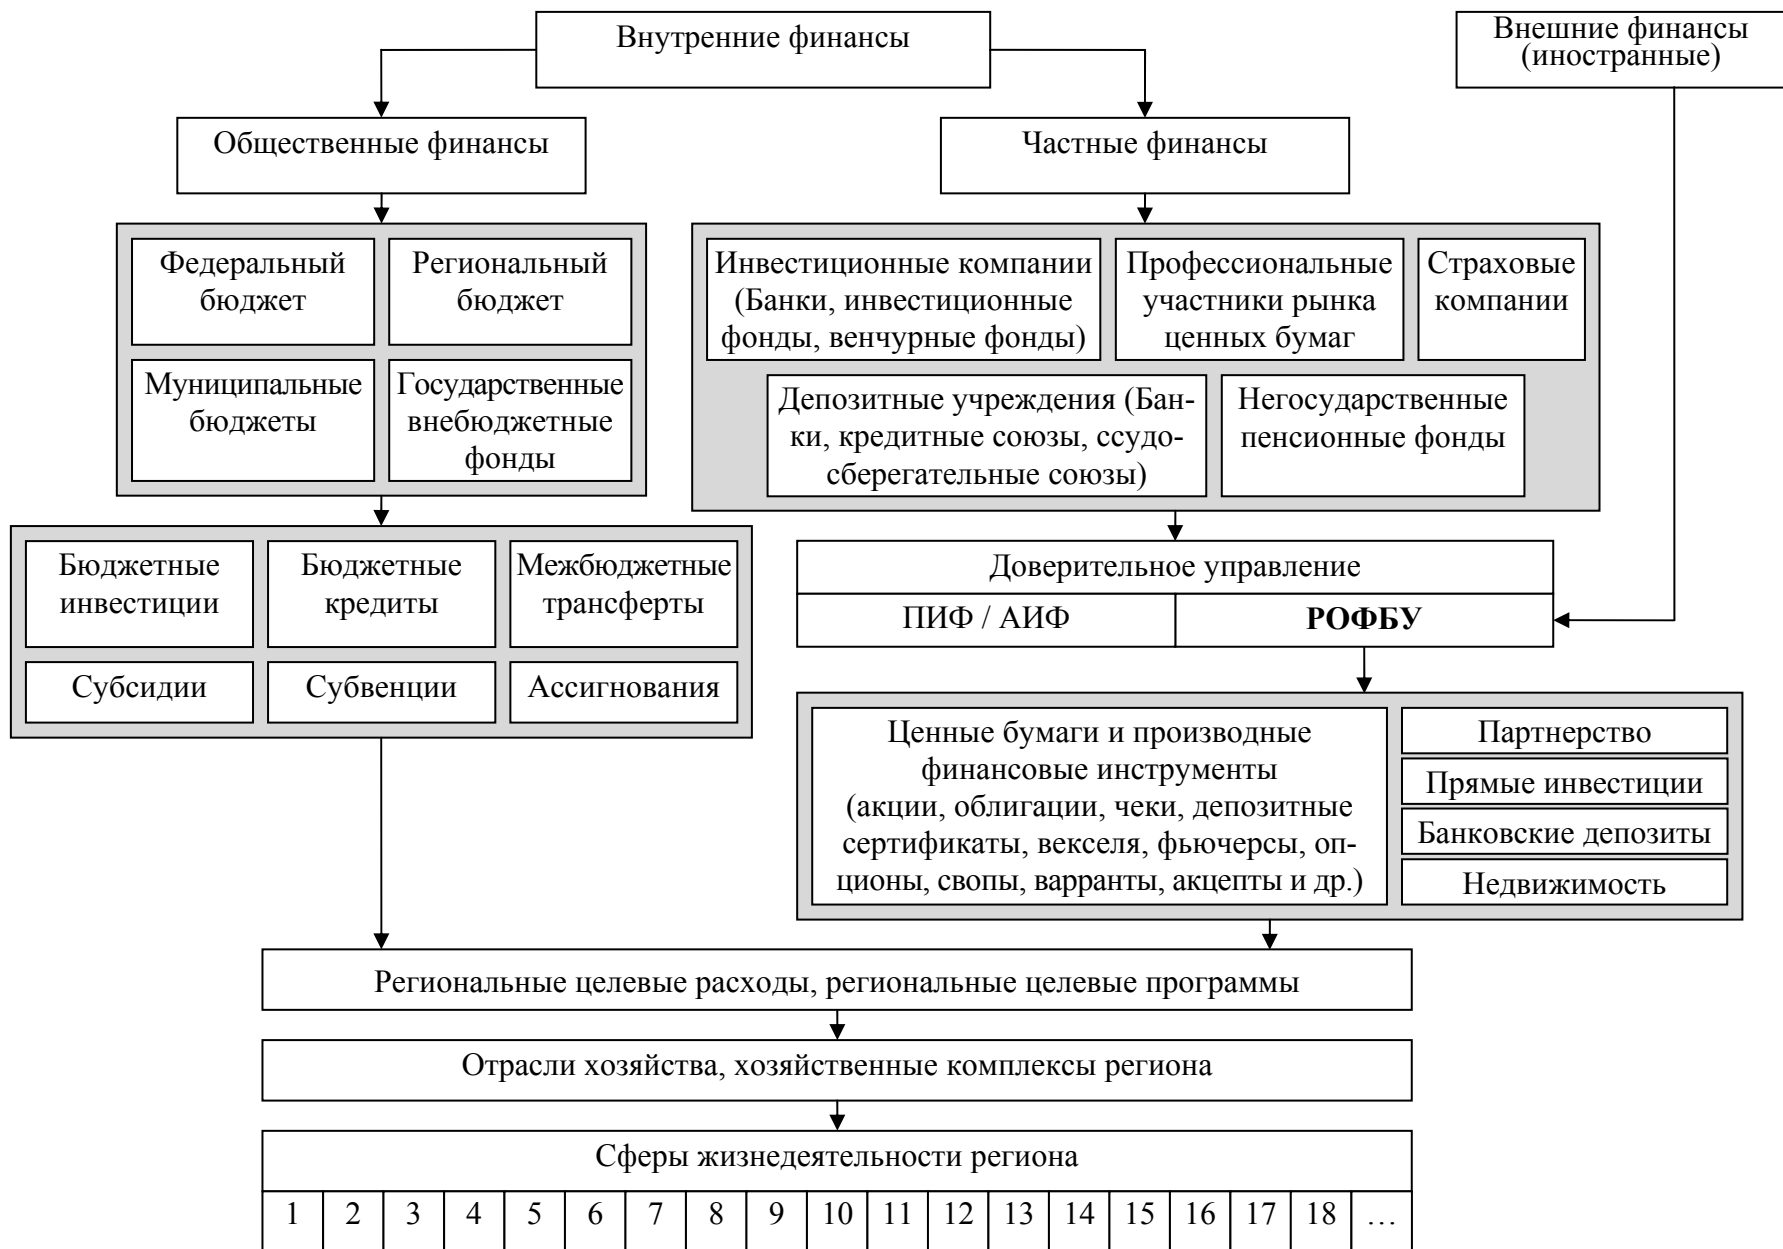 Внутренние финансы
Внешние финансы
(иностранные)
Общественные финансы
Частные финансы
Федеральный
бюджет
Региональный
бюджет
Муниципальные
бюджеты
Государственные
внебюджетные
фонды
Инвестиционные компании
(Банки, инвестиционные
фонды, венчурные фонды)
Профессиональные
участники рынка
ценных бумаг
Страховые
компании
Депозитные учреждения (Бан-
ки, кредитные союзы, ссудо-
сберегательные союзы)
Негосударственные
пенсионные фонды
Бюджетные
инвестиции
Бюджетные
кредиты
Межбюджетные
трансферты
Субсидии
Субвенции
Ассигнования
Доверительное управление
ПИФ / АИФ
РОФБУ
Ценные бумаги и производные
финансовые инструменты
(акции, облигации, чеки, депозитные
сертификаты, векселя, фьючерсы, оп-
ционы, свопы, варранты, акцепты и др.)
Партнерство
Прямые инвестиции
Банковские депозиты
Недвижимость
Региональные целевые расходы, региональные целевые программы
Отрасли хозяйства, хозяйственные комплексы региона
Сферы жизнедеятельности региона
1 2 3 4 5 6 7 8 9 10 11 12 13 14 15 16 17 18 …